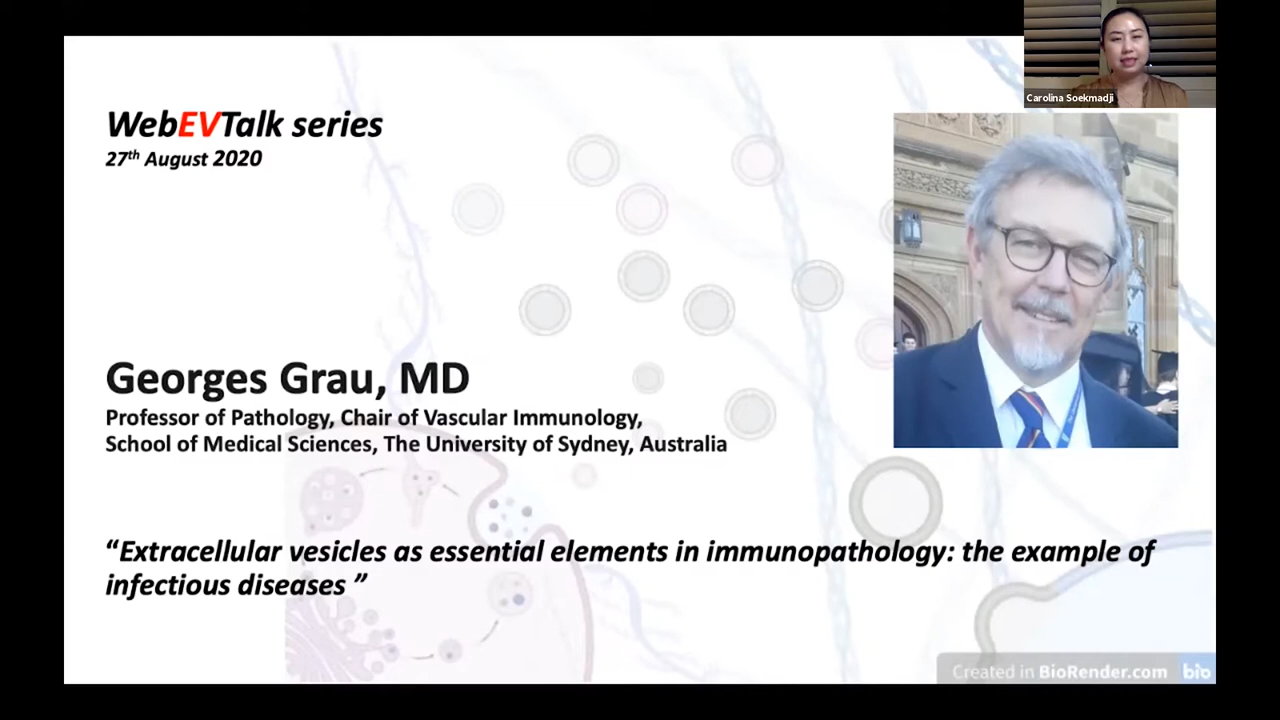 Carolina Soekmadji
WebEVTalk series
27th August 2020
Georges Grau, MD
Professor of Pathology, Chair of Vascular Immunology,
School of Medical Sciences, The University of Sydney, Australia
“Extracellular vesicles as essential elements in immunopathology: the example of
infectious diseases ”
Created in BioRender.com bio